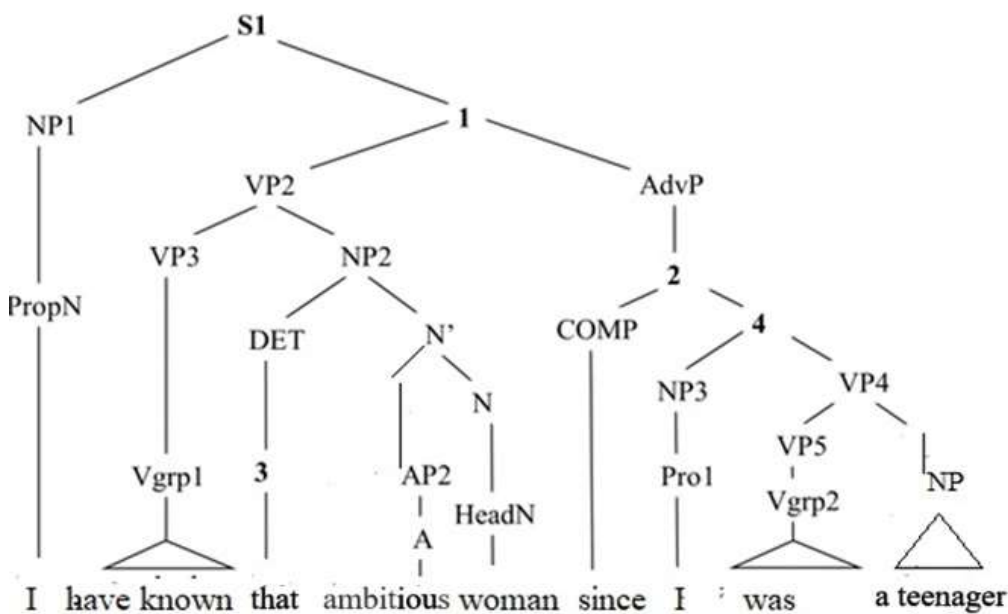 S1
NP1 1
VP2 AdvP
VP3 NP2 2
PropN DET N’ COMP 4
NP3 VP4
N
VP5
Vgrp1 3 AP2 Pro1 NP
HeadN Vgrp2
A
I have known that ambitious woman since I was a teenager